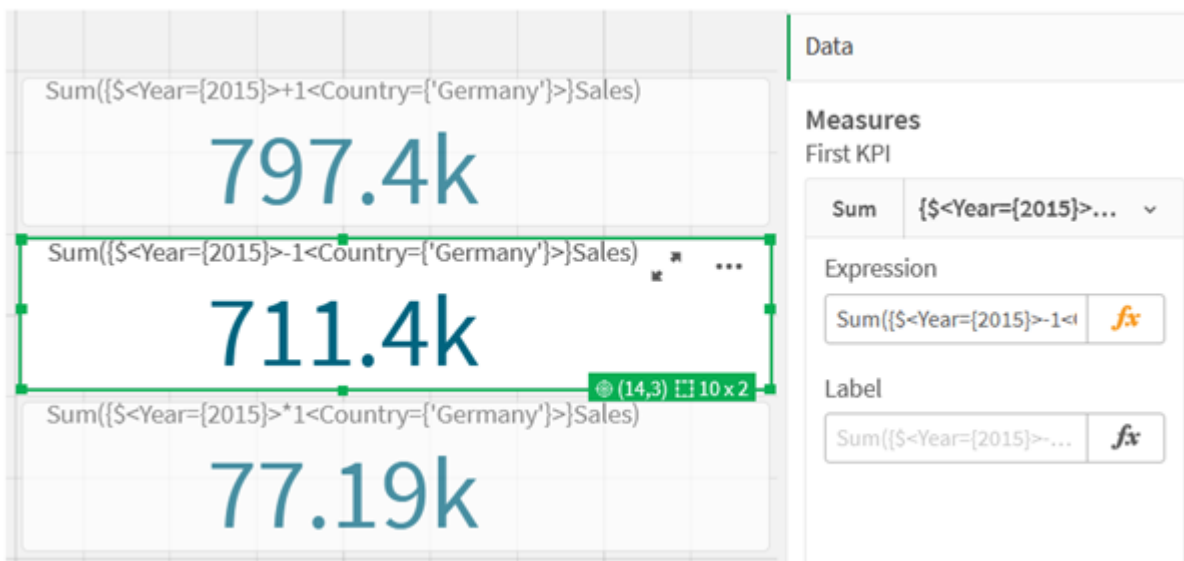 Sum({$<Year={2015}>+1<Country={'Germany'}>}Sales)
797.4k
Sum({$<Year={2015}>-1<Country={'Germany'}>}Sales)
711.4k
(14,3) 10 x 2
Sum({$<Year={2015}>*1<Country={'Germany'}>}Sales)
77.19k
Data
Measures
First KPI
Sum {$<Year={2015}>...
Expression
Sum({$<Year={2015}>-1< fx
Label
Sum({$<Year={2015}>-... fx